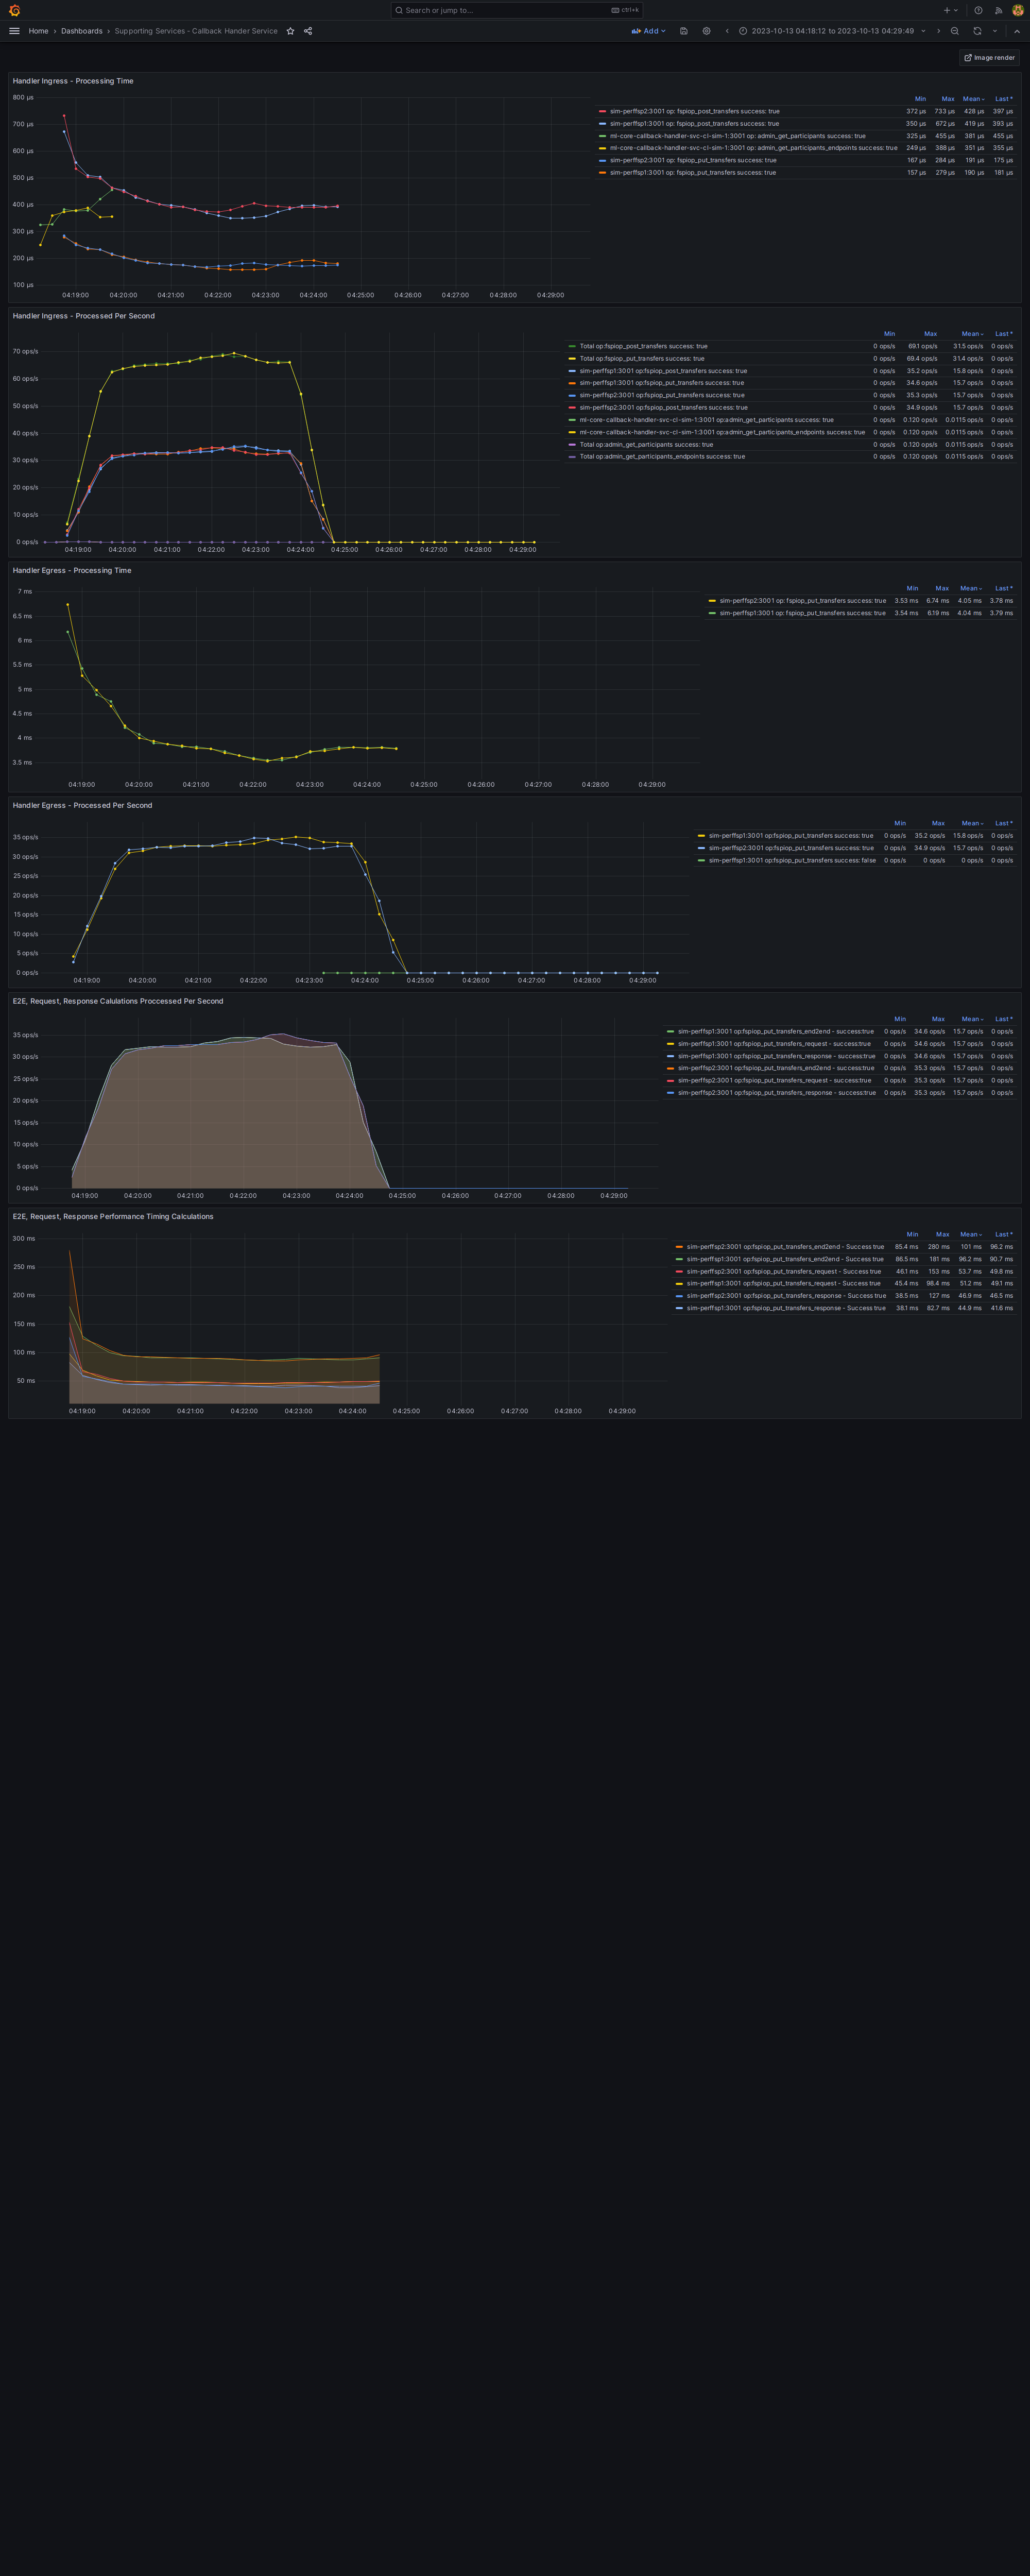 Search or jump to... ctrl+k
Home › Dashboards › Supporting Services - Callback Hander Service Add 2023-10-13 04:18:12 to 2023-10-13 04:29:49
Image render
Handler Ingress - Processing Time
800 µs
700 µs
600 µs
500 µs
400 µs
300 µs
200 µs
100 µs
04:19:00 04:20:00 04:21:00 04:22:00 04:23:00 04:24:00 04:25:00 04:26:00 04:27:00 04:28:00 04:29:00
Min Max Mean Last *
sim-perffsp2:3001 op: fspiop_post_transfers success: true 372 µs 733 µs 428 µs 397 µs
sim-perffsp1:3001 op: fspiop_post_transfers success: true 350 µs 672 µs 419 µs 393 µs
ml-core-callback-handler-svc-cl-sim-1:3001 op: admin_get_participants success: true 325 µs 455 µs 381 µs 455 µs
ml-core-callback-handler-svc-cl-sim-1:3001 op: admin_get_participants_endpoints success: true 249 µs 388 µs 351 µs 355 µs
sim-perffsp2:3001 op: fspiop_put_transfers success: true 167 µs 284 µs 191 µs 175 µs
sim-perffsp1:3001 op: fspiop_put_transfers success: true 157 µs 279 µs 190 µs 181 µs
Handler Ingress - Processed Per Second
70 ops/s
60 ops/s
50 ops/s
40 ops/s
30 ops/s
20 ops/s
10 ops/s
0 ops/s
04:19:00 04:20:00 04:21:00 04:22:00 04:23:00 04:24:00 04:25:00 04:26:00 04:27:00 04:28:00 04:29:00
Min Max Mean Last *
Total op:fspiop_post_transfers success: true 0 ops/s 69.1 ops/s 31.5 ops/s 0 ops/s
Total op:fspiop_put_transfers success: true 0 ops/s 69.4 ops/s 31.4 ops/s 0 ops/s
sim-perffsp1:3001 op:fspiop_post_transfers success: true 0 ops/s 35.2 ops/s 15.8 ops/s 0 ops/s
sim-perffsp1:3001 op:fspiop_put_transfers success: true 0 ops/s 34.6 ops/s 15.7 ops/s 0 ops/s
sim-perffsp2:3001 op:fspiop_put_transfers success: true 0 ops/s 35.3 ops/s 15.7 ops/s 0 ops/s
sim-perffsp2:3001 op:fspiop_post_transfers success: true 0 ops/s 34.9 ops/s 15.7 ops/s 0 ops/s
ml-core-callback-handler-svc-cl-sim-1:3001 op:admin_get_participants success: true 0 ops/s 0.120 ops/s 0.0115 ops/s 0 ops/s
ml-core-callback-handler-svc-cl-sim-1:3001 op:admin_get_participants_endpoints success: true 0 ops/s 0.120 ops/s 0.0115 ops/s 0 ops/s
Total op:admin_get_participants success: true 0 ops/s 0.120 ops/s 0.0115 ops/s 0 ops/s
Total op:admin_get_participants_endpoints success: true 0 ops/s 0.120 ops/s 0.0115 ops/s 0 ops/s
Handler Egress - Processing Time
7 ms
6.5 ms
6 ms
5.5 ms
5 ms
4.5 ms
4 ms
3.5 ms
04:19:00 04:20:00 04:21:00 04:22:00 04:23:00 04:24:00 04:25:00 04:26:00 04:27:00 04:28:00 04:29:00
Min Max Mean Last *
sim-perffsp2:3001 op: fspiop_put_transfers success: true 3.53 ms 6.74 ms 4.05 ms 3.78 ms
sim-perffsp1:3001 op: fspiop_put_transfers success: true 3.54 ms 6.19 ms 4.04 ms 3.79 ms
Handler Egress - Processed Per Second
35 ops/s
30 ops/s
25 ops/s
20 ops/s
15 ops/s
10 ops/s
5 ops/s
0 ops/s
04:19:00 04:20:00 04:21:00 04:22:00 04:23:00 04:24:00 04:25:00 04:26:00 04:27:00 04:28:00 04:29:00
Min Max Mean Last *
sim-perffsp1:3001 op:fspiop_put_transfers success: true 0 ops/s 35.2 ops/s 15.8 ops/s 0 ops/s
sim-perffsp2:3001 op:fspiop_put_transfers success: true 0 ops/s 34.9 ops/s 15.7 ops/s 0 ops/s
sim-perffsp1:3001 op:fspiop_put_transfers success: false 0 ops/s 0 ops/s 0 ops/s 0 ops/s
E2E, Request, Response Calulations Proccessed Per Second
35 ops/s
30 ops/s
25 ops/s
20 ops/s
15 ops/s
10 ops/s
5 ops/s
0 ops/s
04:19:00 04:20:00 04:21:00 04:22:00 04:23:00 04:24:00 04:25:00 04:26:00 04:27:00 04:28:00 04:29:00
Min Max Mean Last *
sim-perffsp1:3001 op:fspiop_put_transfers_end2end - success:true 0 ops/s 34.6 ops/s 15.7 ops/s 0 ops/s
sim-perffsp1:3001 op:fspiop_put_transfers_request - success:true 0 ops/s 34.6 ops/s 15.7 ops/s 0 ops/s
sim-perffsp1:3001 op:fspiop_put_transfers_response - success:true 0 ops/s 34.6 ops/s 15.7 ops/s 0 ops/s
sim-perffsp2:3001 op:fspiop_put_transfers_end2end - success:true 0 ops/s 35.3 ops/s 15.7 ops/s 0 ops/s
sim-perffsp2:3001 op:fspiop_put_transfers_request - success:true 0 ops/s 35.3 ops/s 15.7 ops/s 0 ops/s
sim-perffsp2:3001 op:fspiop_put_transfers_response - success:true 0 ops/s 35.3 ops/s 15.7 ops/s 0 ops/s
E2E, Request, Response Performance Timing Calculations
300 ms
250 ms
200 ms
150 ms
100 ms
50 ms
04:19:00 04:20:00 04:21:00 04:22:00 04:23:00 04:24:00 04:25:00 04:26:00 04:27:00 04:28:00 04:29:00
Min Max Mean Last *
sim-perffsp2:3001 op:fspiop_put_transfers_end2end - Success true 85.4 ms 280 ms 101 ms 96.2 ms
sim-perffsp1:3001 op:fspiop_put_transfers_end2end - Success true 86.5 ms 181 ms 96.2 ms 90.7 ms
sim-perffsp2:3001 op:fspiop_put_transfers_request - Success true 46.1 ms 153 ms 53.7 ms 49.8 ms
sim-perffsp1:3001 op:fspiop_put_transfers_request - Success true 45.4 ms 98.4 ms 51.2 ms 49.1 ms
sim-perffsp2:3001 op:fspiop_put_transfers_response - Success true 38.5 ms 127 ms 46.9 ms 46.5 ms
sim-perffsp1:3001 op:fspiop_put_transfers_response - Success true 38.1 ms 82.7 ms 44.9 ms 41.6 ms